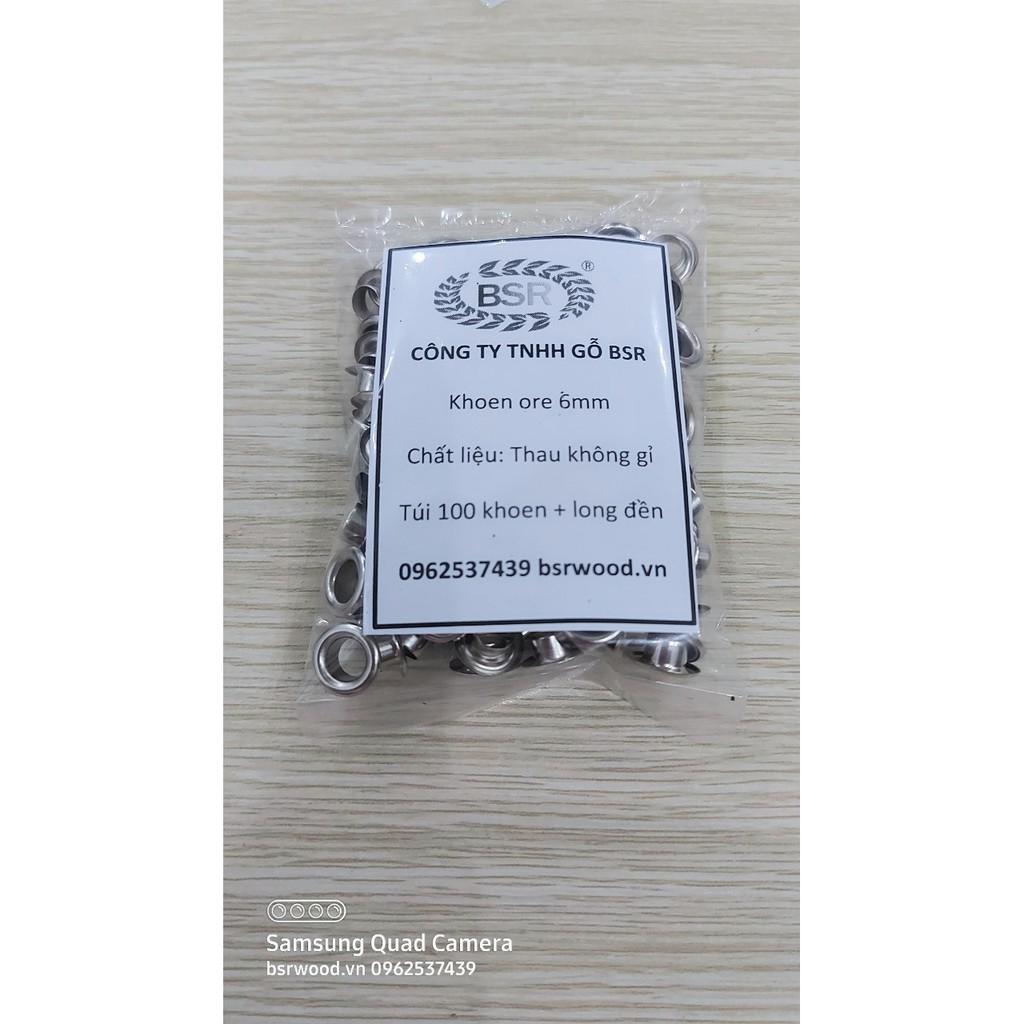 BSR®
CÔNG TY TNHH GỖ BSR
Khoen ore 6mm
Chất liệu: Thau không gỉ
Túi 100 khoen + long đền
0962537439 bsrwood.vn
Samsung Quad Camera
bsrwood.vn 0962537439